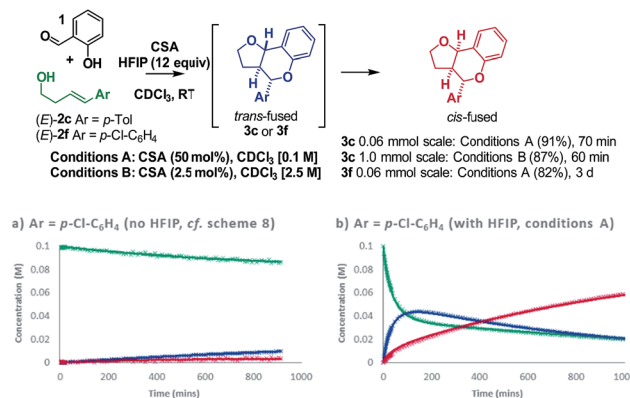 1
O
OH
+
HO
Ar
(E)-2c Ar = p-Tol
(E)-2f Ar = p-Cl-C6H4
CSA
HFIP (12 equiv)
CDCl3, RT
O H
H
O
Ar
trans-fused
3c or 3f
O H
H
O
Ar
cis-fused
Conditions A: CSA (50 mol%), CDCl3 [0.1 M]
Conditions B: CSA (2.5 mol%), CDCl3 [2.5 M]
3c 0.06 mmol scale: Conditions A (91%), 70 min
3c 1.0 mmol scale: Conditions B (87%), 60 min
3f 0.06 mmol scale: Conditions A (82%), 3 d
a) Ar = p-Cl-C6H4 (no HFIP, cf. scheme 8)
Concentration (M)
0.1
0.08
0.06
0.04
0.02
0
0 200 400 600 800 1000
Time (mins)
b) Ar = p-Cl-C6H4 (with HFIP, conditions A)
Concentration (M)
0.1
0.08
0.06
0.04
0.02
0
0 200 400 600 800 100
Time (mins)